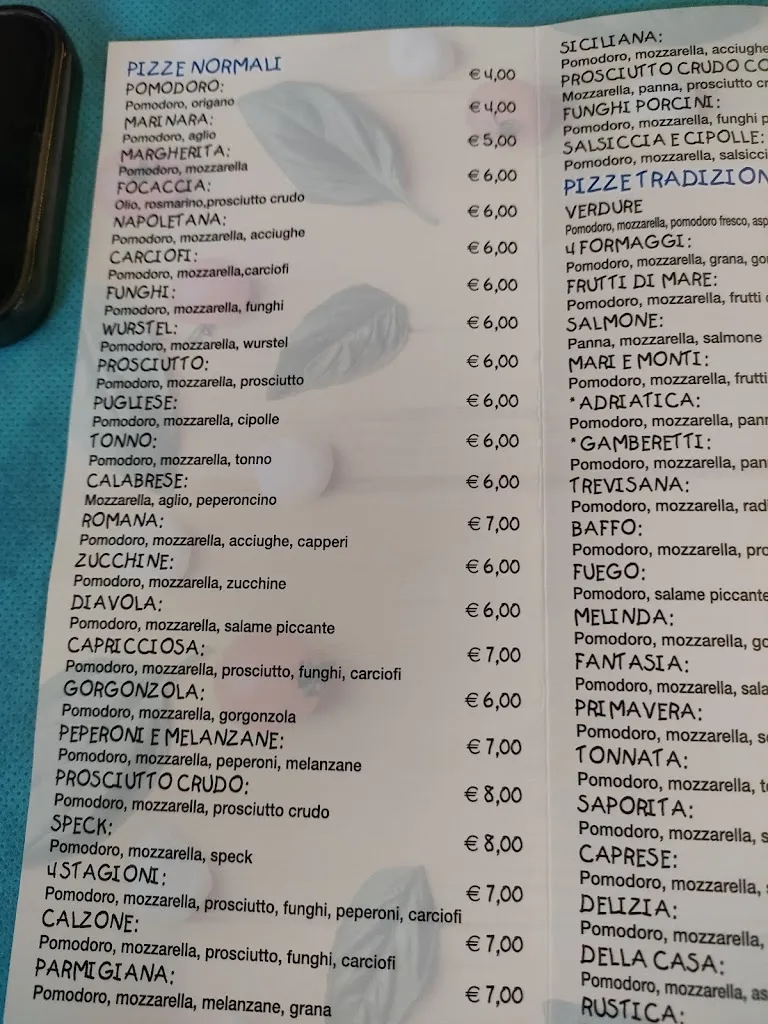 PIZZE NORMALI
POMODORO: € 4,00
Pomodoro, origano
MARINARA: € 4,00
Pomodoro, aglio
MARGHERITA: € 5,00
Pomodoro, mozzarella
FOCACCIA: € 6,00
Olio, rosmarino,prosciutto crudo
NAPOLETANA: € 6,00
Pomodoro, mozzarella, acciughe
CARCIOFI: € 6,00
Pomodoro, mozzarella,carciofi
FUNGHI: € 6,00
Pomodoro, mozzarella, funghi
WURSTEL: € 6,00
Pomodoro, mozzarella, wurstel
PROSCIUTTO: € 6,00
Pomodoro, mozzarella, prosciutto
PUGLIESE: € 6,00
Pomodoro, mozzarella, cipolle
TONNO: € 6,00
Pomodoro, mozzarella, tonno
CALABRESE: € 6,00
Mozzarella, aglio, peperoncino
ROMANA: € 7,00
Pomodoro, mozzarella, acciughe, capperi
ZUCCHINE: € 6,00
Pomodoro, mozzarella, zucchine
DIAVOLA: € 6,00
Pomodoro, mozzarella, salame piccante
CAPRICCIOSA: € 7,00
Pomodoro, mozzarella, prosciutto, funghi, carciofi
GORGONZOLA: € 6,00
Pomodoro, mozzarella, gorgonzola
PEPERONI E MELANZANE: € 7,00
Pomodoro, mozzarella, peperoni, melanzane
PROSCIUTTO CRUDO: € 8,00
Pomodoro, mozzarella, prosciutto crudo
SPECK: € 8,00
Pomodoro, mozzarella, speck
4 STAGIONI: € 7,00
Pomodoro, mozzarella, prosciutto, funghi, peperoni, carciofi
CALZONE: € 7,00
Pomodoro, mozzarella, prosciutto, funghi, carciofi
PARMIGIANA: € 7,00
Pomodoro, mozzarella, melanzane, grana
SICILIANA:
Pomodoro, mozzarella, acciughe
PROSCIUTTO CRUDO CO
Mozzarella, panna, prosciutto cr
FUNGHI PORCINI:
Pomodoro, mozzarella, funghi p
SALSICCIA E CIPOLLE:
Pomodoro, mozzarella, salsicci
PIZZE TRADIZION
VERDURE
Pomodoro, mozzarella, pomodoro fresco, asp
4 FORMAGGI:
Pomodoro, mozzarella, grana, gor
FRUTTI DI MARE:
Pomodoro, mozzarella, frutti
SALMONE:
Panna, mozzarella, salmone
MARI E MONTI:
Pomodoro, mozzarella, frutti
* ADRIATICA:
Pomodoro, mozzarella, pann
* GAMBERETTI:
Pomodoro, mozzarella, pan
TREVISANA:
Pomodoro, mozzarella, radi
BAFFO:
Pomodoro, mozzarella, pro
FUEGO:
Pomodoro, salame piccante
MELINDA:
Pomodoro, mozzarella, go
FANTASIA:
Pomodoro, mozzarella, sala
PRIMAVERA:
Pomodoro, mozzarella, s
TONNATA:
Pomodoro, mozzarella, t
SAPORITA:
Pomodoro, mozzarella, s
CAPRESE:
Pomodoro, mozzarella,
DELIZIA:
Pomodoro, mozzarella,
DELLA CASA:
Pomodoro, mozzarella, as
RUSTICA: